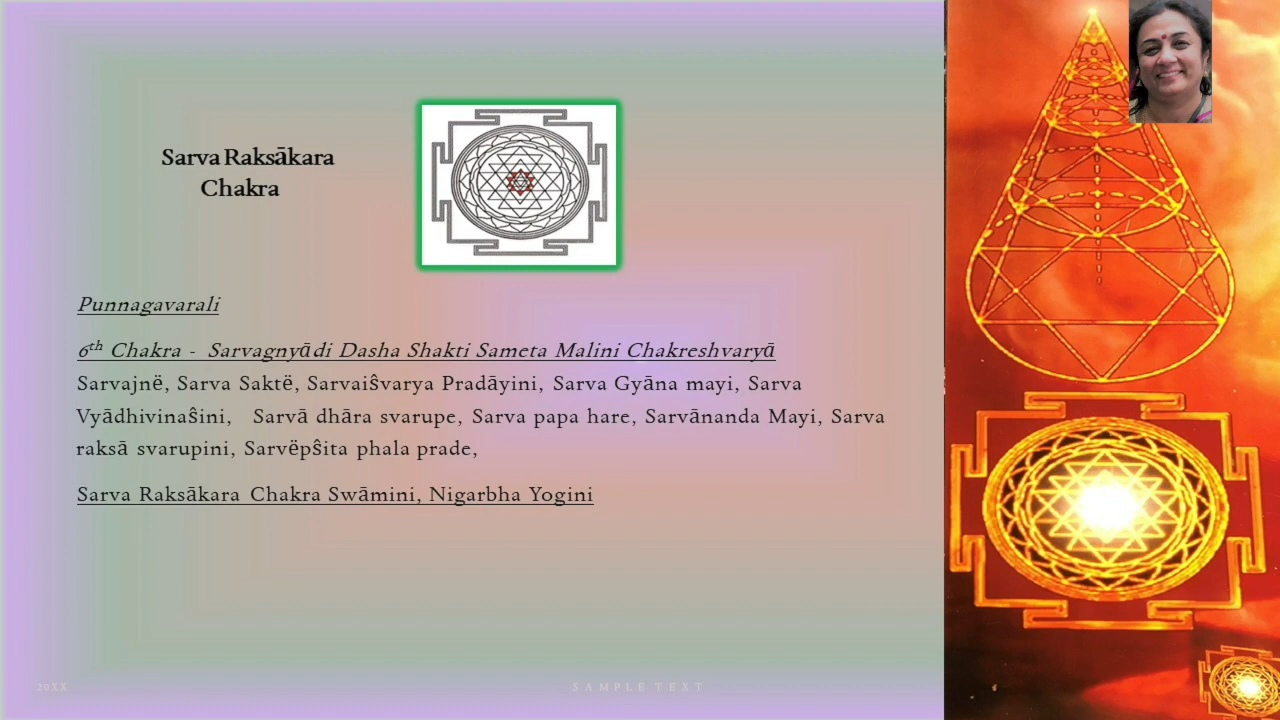 Sarva Raksākara
Chakra
Punnagavarali
6th Chakra - Sarvagnyādi Dasha Shakti Sameta Malini Chakreshvaryā
Sarvajnë, Sarva Saktë, Sarvaiŝvarya Pradāyini, Sarva Gyāna mayi, Sarva
Vyādhivinaŝini, Sarvā dhāra svarupe, Sarva papa hare, Sarvānanda Mayi, Sarva
raksā svarupini, Sarvëpŝita phala prade,
Sarva Raksākara Chakra Swāmini, Nigarbha Yogini
20XX
SAMPLE TEXT